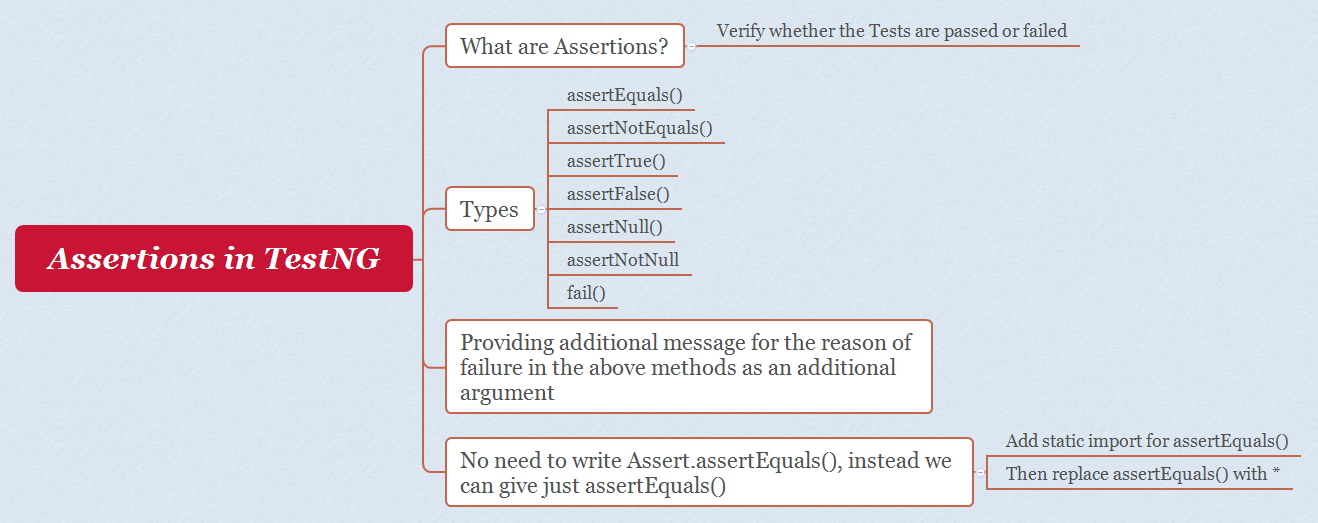 Assertions in TestNG
What are Assertions?
Verify whether the Tests are passed or failed
Types
assertEquals()
assertNotEquals()
assertTrue()
assertFalse()
assertNull()
assertNotNull
fail()
Providing additional message for the reason of
failure in the above methods as an additional
argument
No need to write Assert.assertEquals(), instead we
can give just assertEquals()
Add static import for assertEquals()
Then replace assertEquals() with *